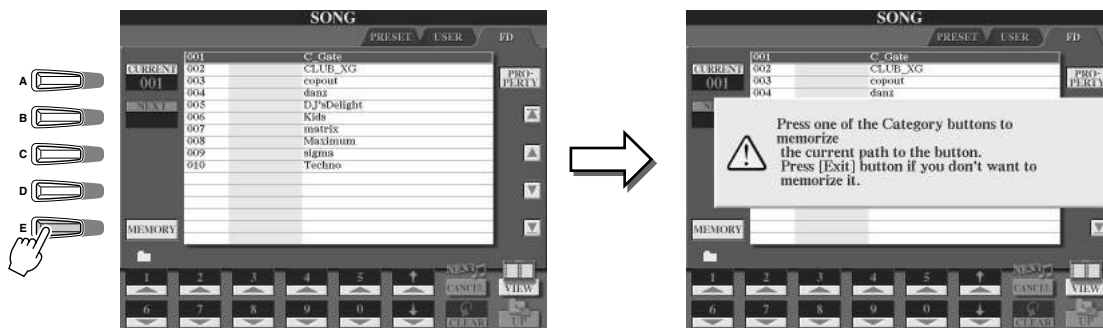 SONG
PRESET USER FD
A
B
C
D
E
CURRENT
001
NEXT
MEMORY
001 C_Gate
002 CLUB_XG
003 copout
004 danz
005 D.J'sDelight
006 Kids
007 matrix
008 Maximum
009 sigma
010 Techno
PRO-
PERTY
1 2 3 4 5
NEXT
CANCEL
VIEW
6 7 8 9 0
CLEAR
UP
SONG
PRESET USER FD
CURRENT
001
001 C_Gate
002 CLUB_XG
003 copout
004 danz
PRO-
PERTY
Press one of the Category buttons to
memorize
the current path to the button.
Press [Exit] button if you don't want to
memorize it.
MEMORY
1 2 3 4 5
NEXT
CANCEL
VIEW
6 7 8 9 0
CLEAR
UP